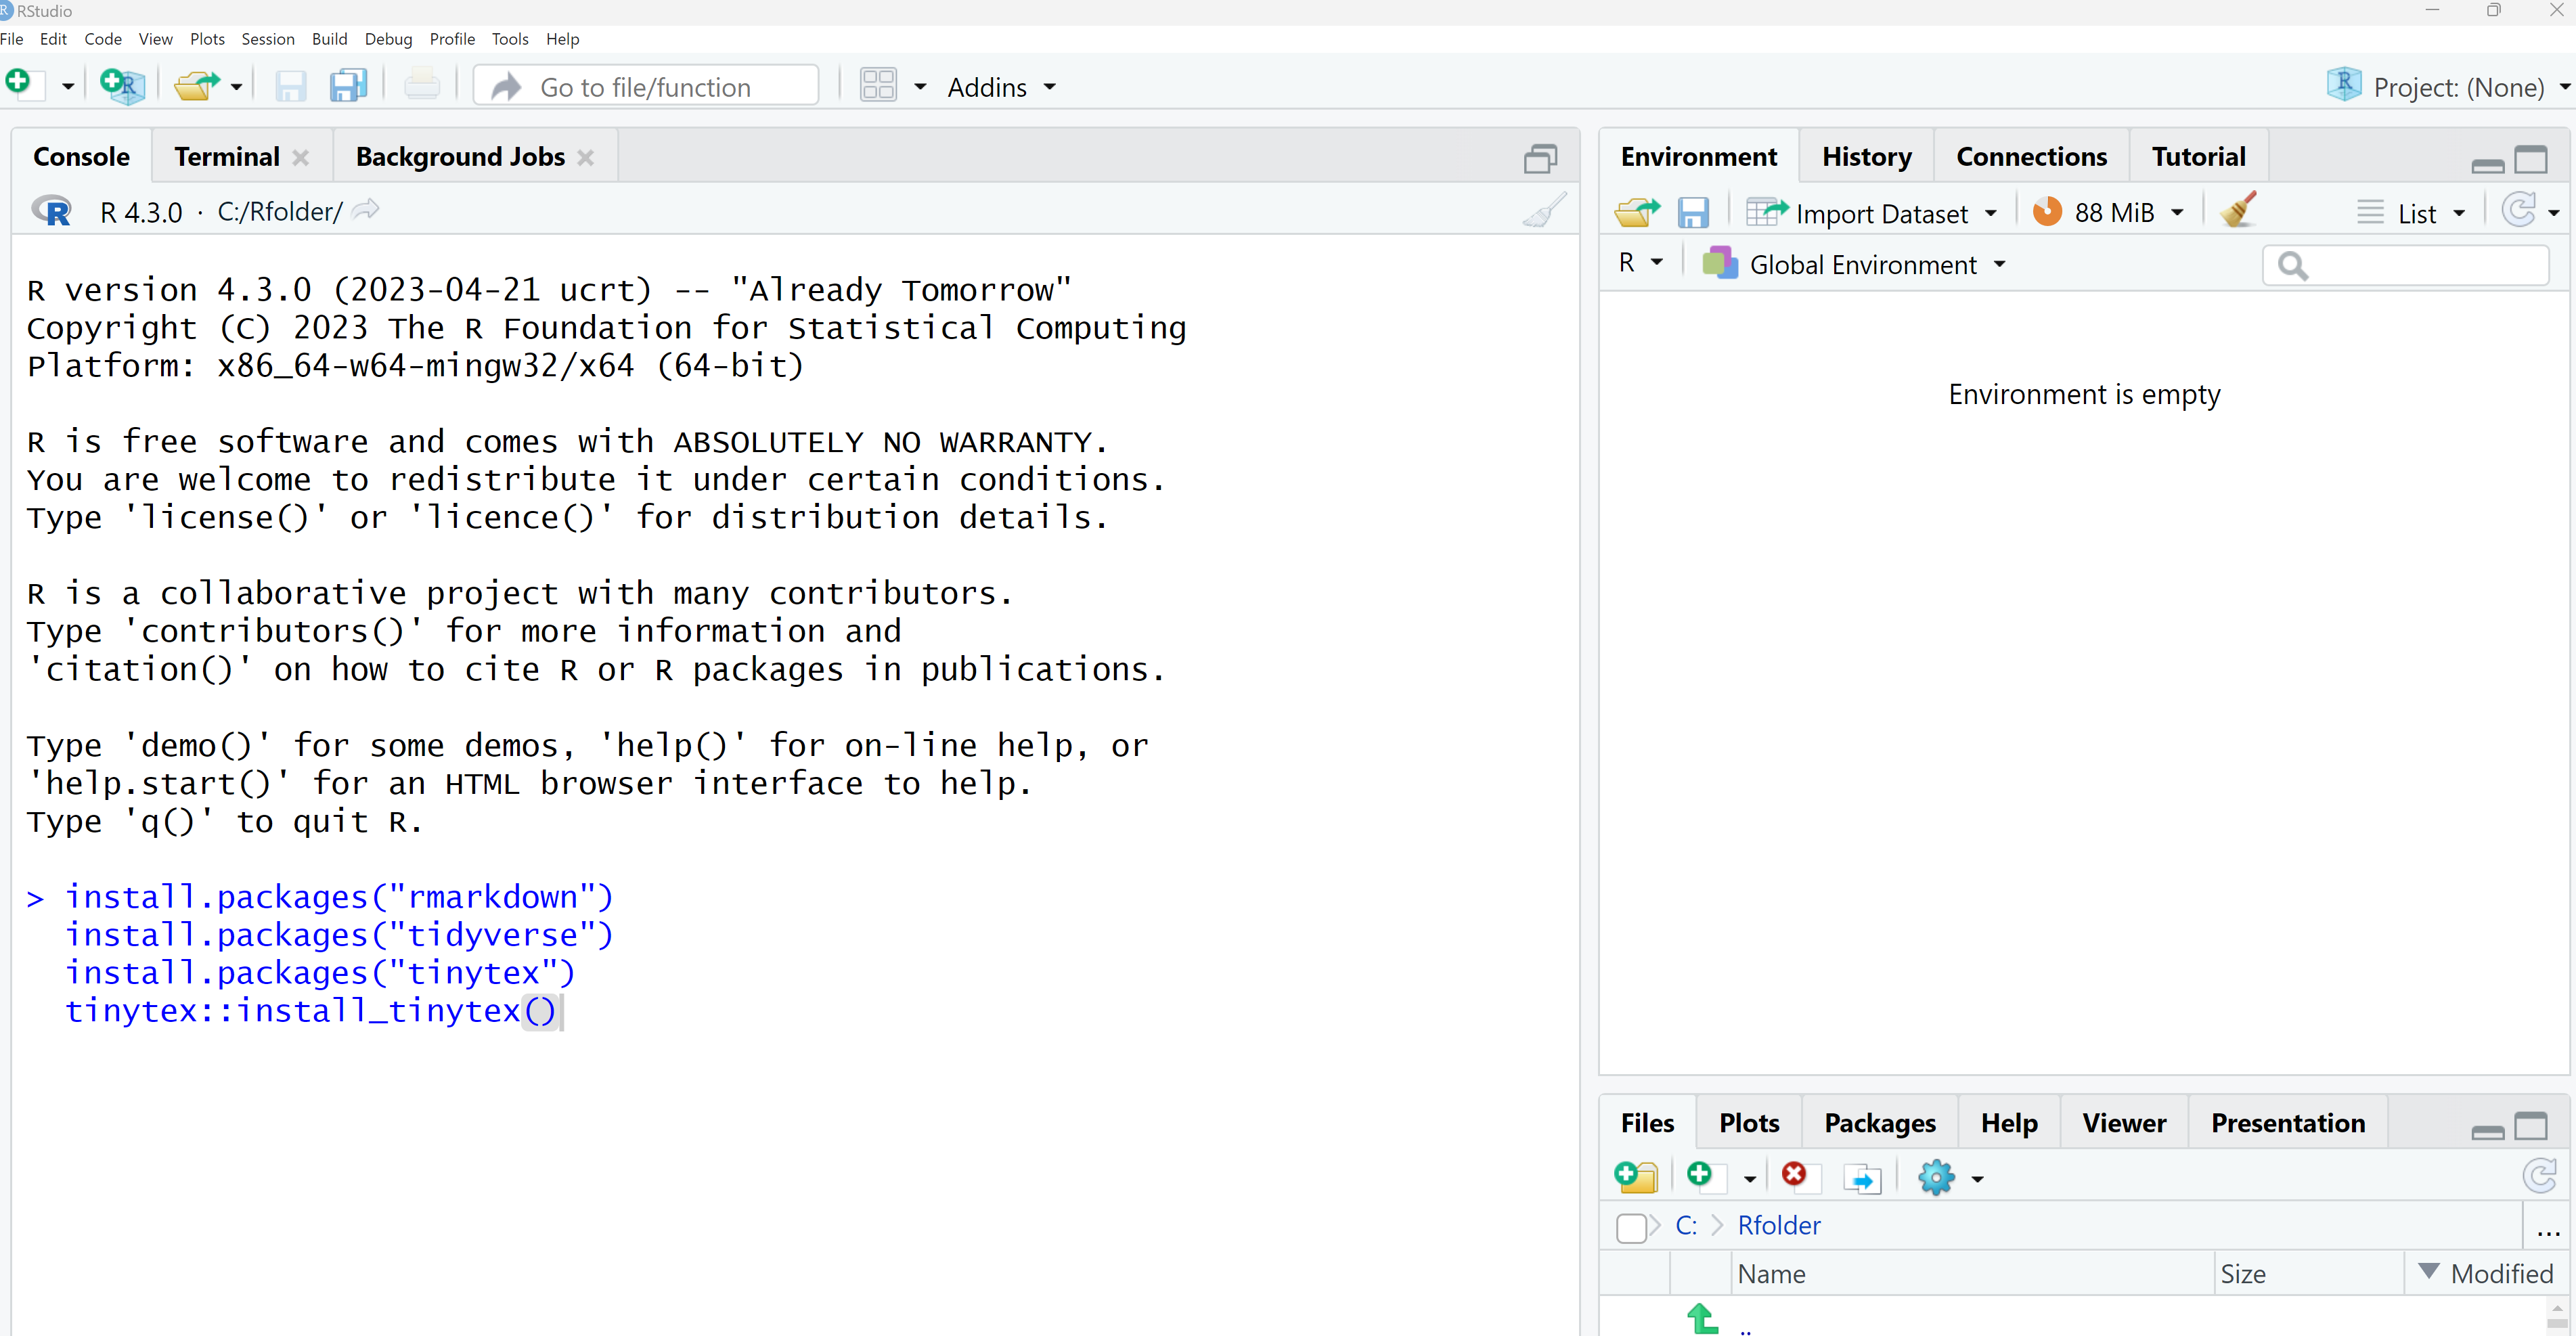 RStudio
File Edit Code View Plots Session Build Debug Profile Tools Help
R Go to file/function Addins R Project: (None)
Console Terminal Background Jobs
R R 4.3.0 · C:/Rfolder/
R version 4.3.0 (2023-04-21 ucrt) -- "Already Tomorrow"
Copyright (C) 2023 The R Foundation for Statistical Computing
Platform: x86_64-w64-mingw32/x64 (64-bit)
R is free software and comes with ABSOLUTELY NO WARRANTY.
You are welcome to redistribute it under certain conditions.
Type 'license()' or 'licence()' for distribution details.
R is a collaborative project with many contributors.
Type 'contributors()' for more information and
'citation()' on how to cite R or R packages in publications.
Type 'demo()' for some demos, 'help()' for on-line help, or
'help.start()' for an HTML browser interface to help.
Type 'q()' to quit R.
> install.packages("rmarkdown")
install.packages("tidyverse")
install.packages("tinytex")
tinytex::install_tinytex()
Environment History Connections Tutorial
Import Dataset 88 MiB List
R Global Environment
Environment is empty
Files Plots Packages Help Viewer Presentation
C: Rfolder ...
Name Size Modified
..